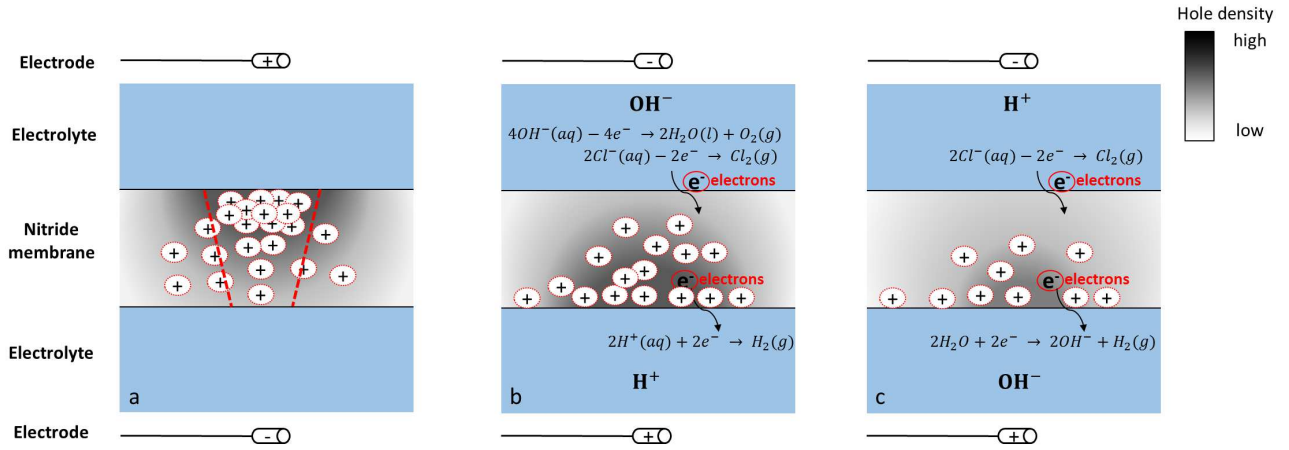 Hole density
high
low
Electrode
Electrolyte
Nitride
membrane
Electrolyte
Electrode
+
+ + + + + + + + + + + + + + + + + + + + + + + + +
a
-
-
OH⁻
4OH⁻(aq) − 4e⁻ → 2H₂O(l) + O₂(g)
2Cl⁻(aq) − 2e⁻ → Cl₂(g)
e⁻ electrons
+ + + + + + + + + + + + + + + +
e⁻ electrons
2H⁺(aq) + 2e⁻ → H₂(g)
H⁺
b
+
-
H⁺
2Cl⁻(aq) − 2e⁻ → Cl₂(g)
e⁻ electrons
+ + + + + + + + + +
e⁻ electrons
2H₂O + 2e⁻ → 2OH⁻ + H₂(g)
OH⁻
c
+